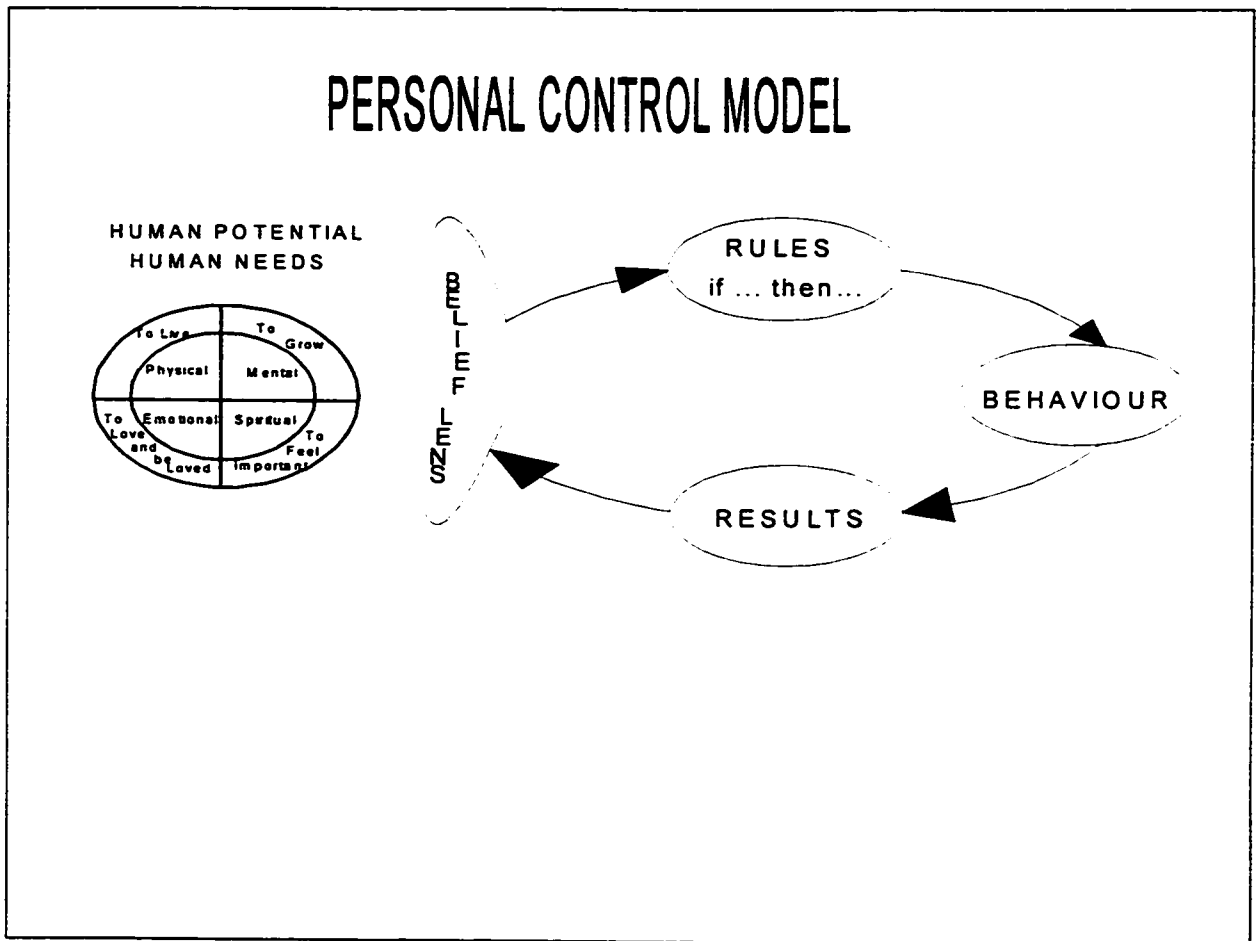 PERSONAL CONTROL MODEL
HUMAN POTENTIAL
HUMAN NEEDS
To Live
To
Grow
Physical
Mental
Emotional
Spiritual
To
Love
and
be
Loved
To
Feel
Important
BELIEF LENS
RULES
if ... then...
BEHAVIOUR
RESULTS